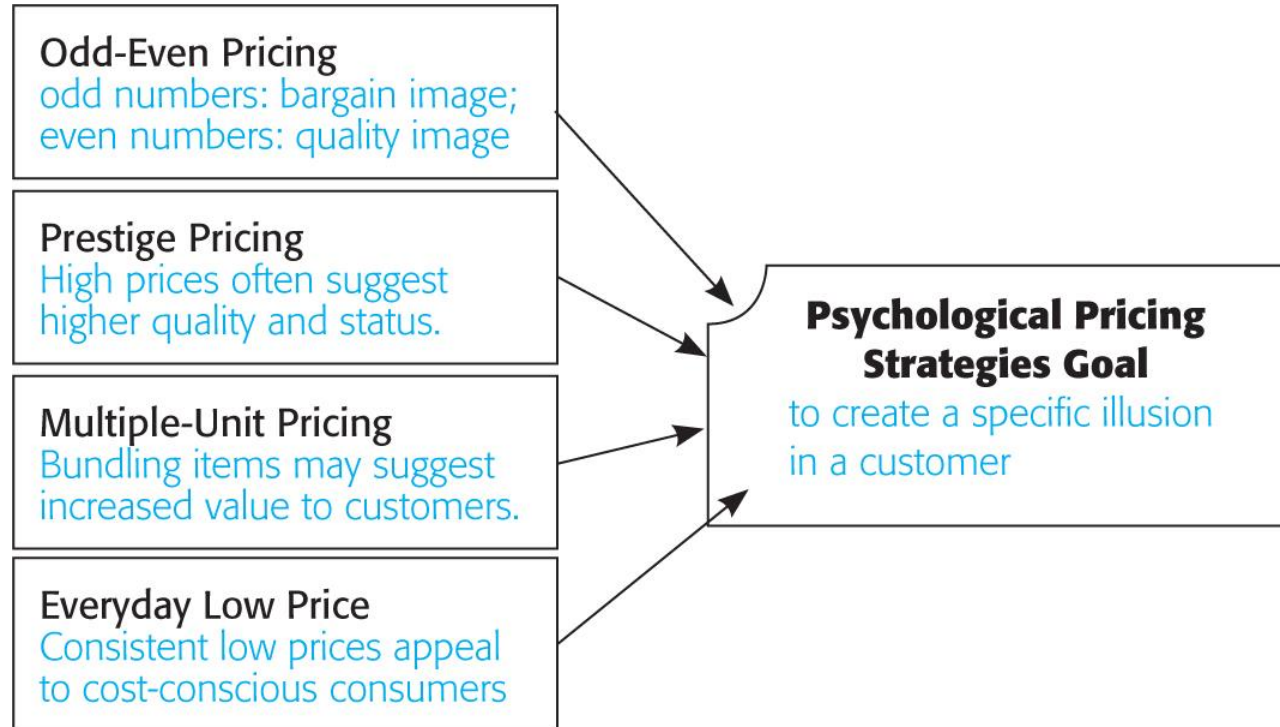 Odd-Even Pricing
odd numbers: bargain image;
even numbers: quality image
Prestige Pricing
High prices often suggest
higher quality and status.
Multiple-Unit Pricing
Bundling items may suggest
increased value to customers.
Everyday Low Price
Consistent low prices appeal
to cost-conscious consumers
Psychological Pricing
Strategies Goal
to create a specific illusion
in a customer